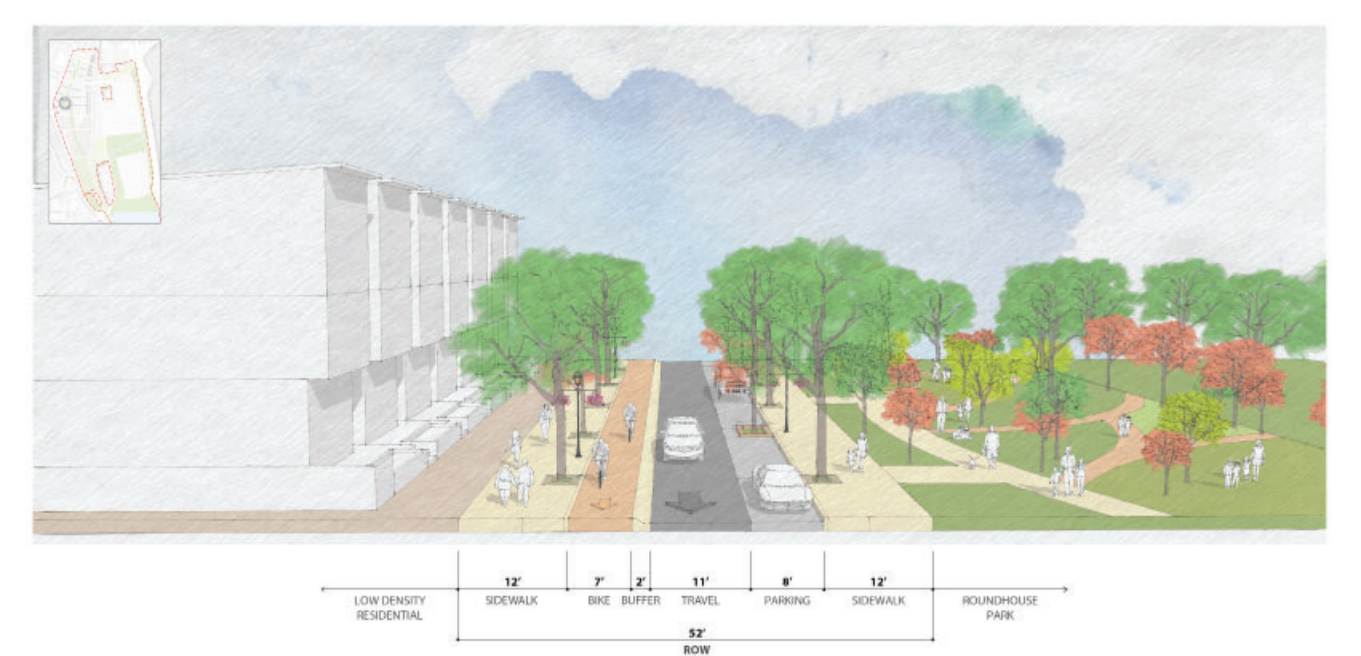 12' 7' 2' 11' 8' 12'
LOW DENSITY RESIDENTIAL SIDEWALK BIKE BUFFER TRAVEL PARKING SIDEWALK ROUNDHOUSE PARK
52'
ROW